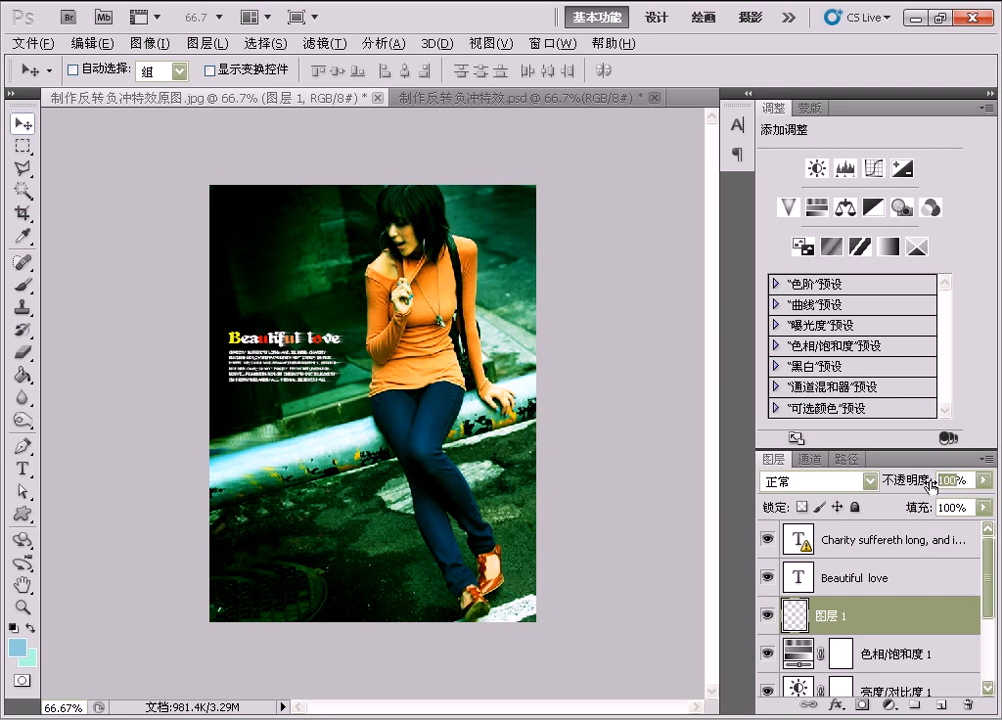 Ps Br Mb 66.7 基本功能 设计 绘画 摄影 CS Live
文件(F) 编辑(E) 图像(I) 图层(L) 选择(S) 滤镜(T) 分析(A) 3D(D) 视图(V) 窗口(W) 帮助(H)
自动选择: 组 显示变换控件
制作反转负冲特效原图.jpg @ 66.7% (图层 1, RGB/8#) *
制作反转负冲特效.psd @ 66.7%(RGB/8#) *
调整 蒙版
添加调整
“色阶”预设
“曲线”预设
“曝光度”预设
“色相/饱和度”预设
“黑白”预设
“通道混和器”预设
“可选颜色”预设
Beautiful love
图层 通道 路径
正常 不透明度: 100%
锁定: 填充: 100%
Charity suffereth long, and i...
Beautiful love
图层 1
色相/饱和度 1
亮度/对比度 1
66.67% 文档:981.4K/3.29M